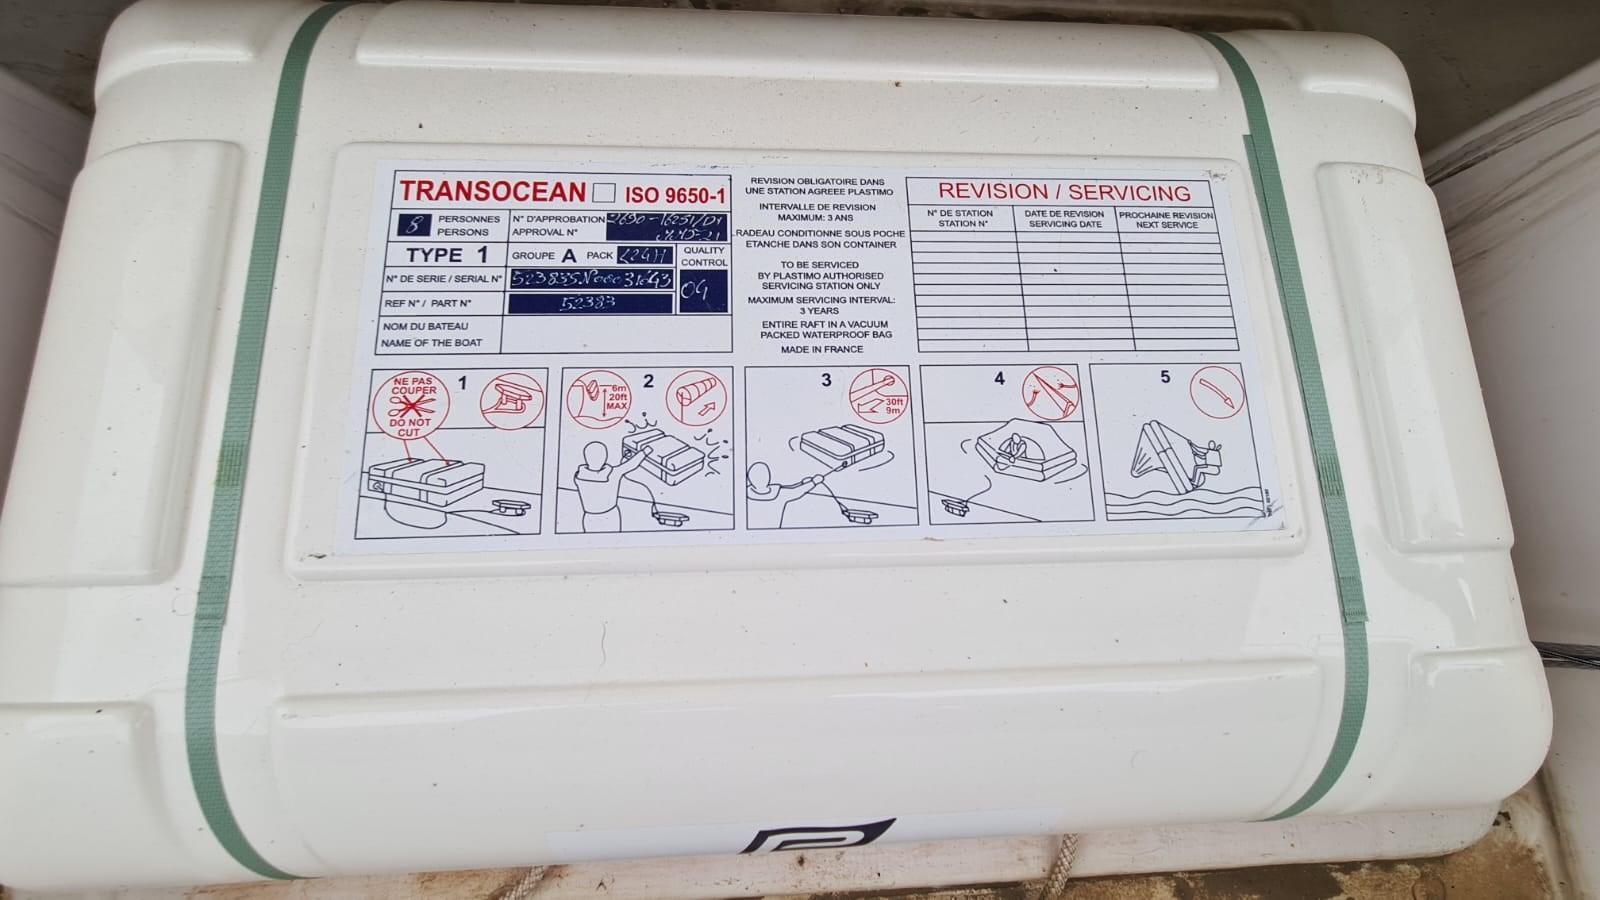 TRANSOCEAN ISO 9650-1
8 PERSONNES
PERSONS
N° D'APPROBATION
APPROVAL N°
TYPE 1
GROUPE A PACK
QUALITY
CONTROL
04
N° DE SERIE / SERIAL N°
REF N° / PART N° 52383
NOM DU BATEAU
NAME OF THE BOAT
REVISION OBLIGATOIRE DANS
UNE STATION AGREEE PLASTIMO
INTERVALLE DE REVISION
MAXIMUM: 3 ANS
RADEAU CONDITIONNE SOUS POCHE
ETANCHE DANS SON CONTAINER
TO BE SERVICED
BY PLASTIMO AUTHORISED
SERVICING STATION ONLY
MAXIMUM SERVICING INTERVAL:
3 YEARS
ENTIRE RAFT IN A VACUUM
PACKED WATERPROOF BAG
MADE IN FRANCE
REVISION / SERVICING
N° DE STATION
STATION N°
DATE DE REVISION
SERVICING DATE
PROCHAINE REVISION
NEXT SERVICE
1
NE PAS
COUPER
DO NOT
CUT
2
6m
20ft
MAX
3
30ft
9m
4
5